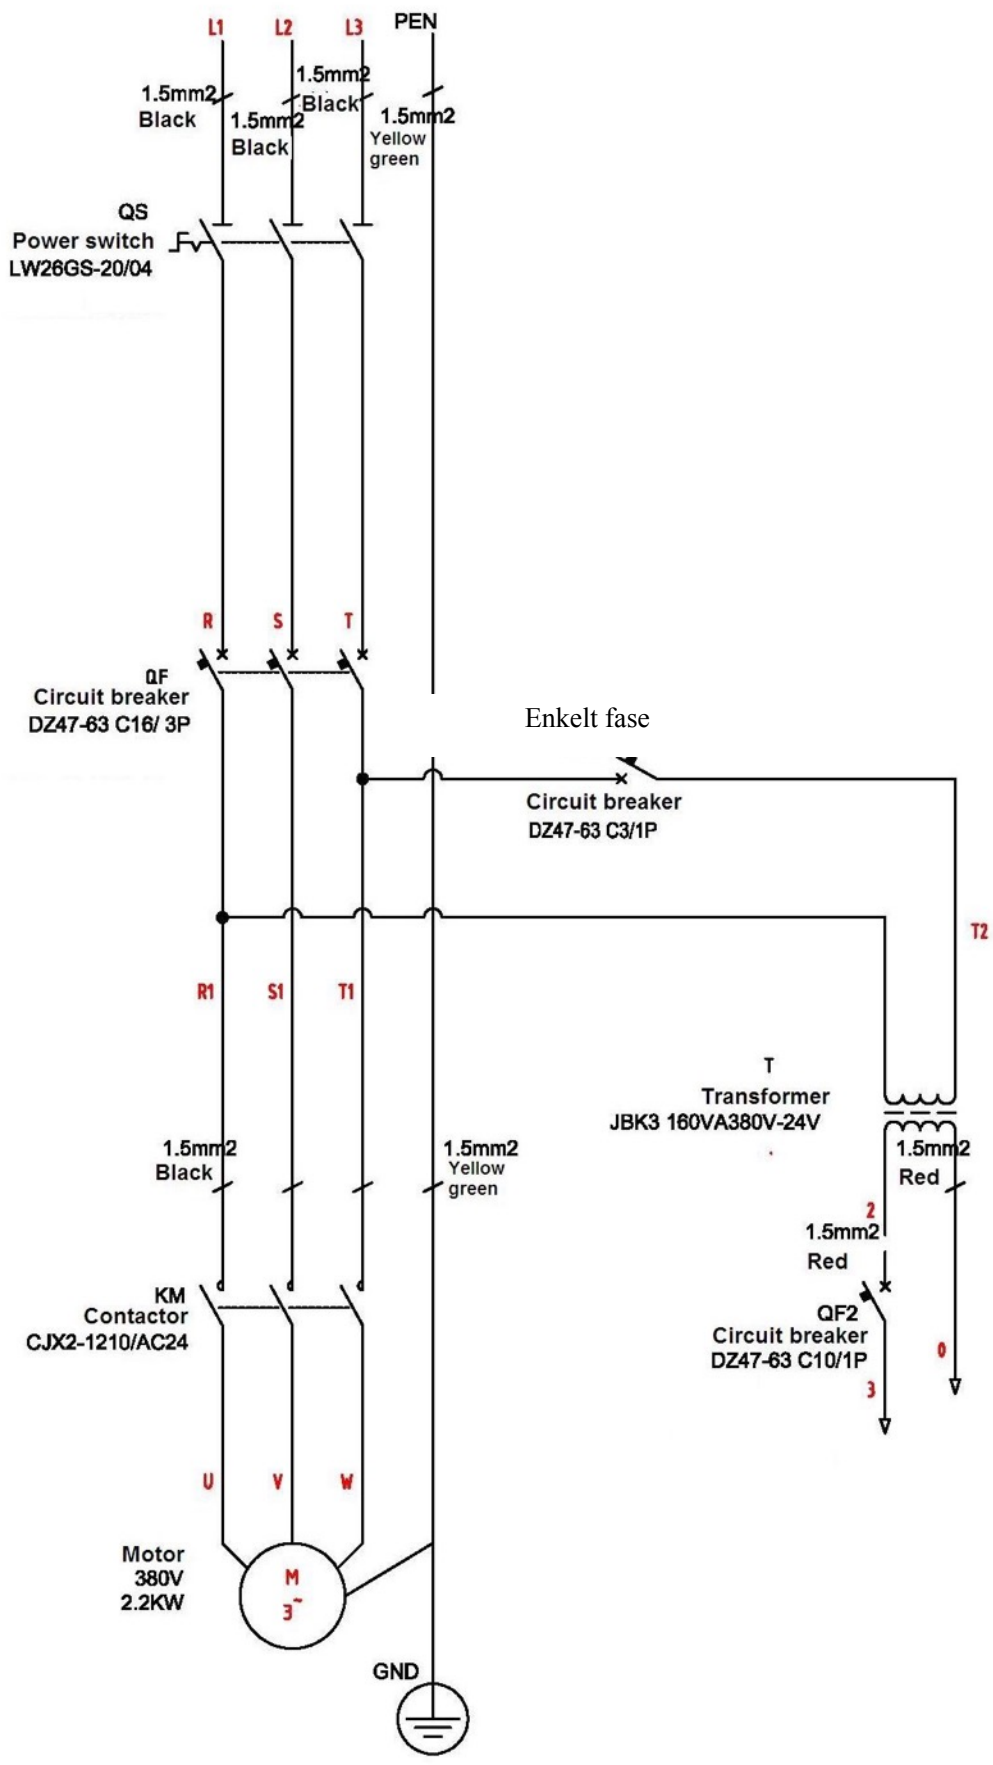 L1 L2 L3 PEN
1.5mm2
1.5mm2
Black
Black
1.5mm2
1.5mm2
Black
Yellow
green
QS
Power switch
LW26GS-20/04
R S T
QF
Circuit breaker
DZ47-63 C16/ 3P
Enkelt fase
Circuit breaker
DZ47-63 C3/1P
T2
R1 S1 T1
T
Transformer
JBK3 160VA380V-24V
1.5mm2
Black
1.5mm2
Yellow
green
1.5mm2
Red
2
1.5mm2
Red
KM
Contactor
CJX2-1210/AC24
QF2
Circuit breaker
DZ47-63 C10/1P
0
3
U V W
Motor
380V
2.2KW
M
3~
GND